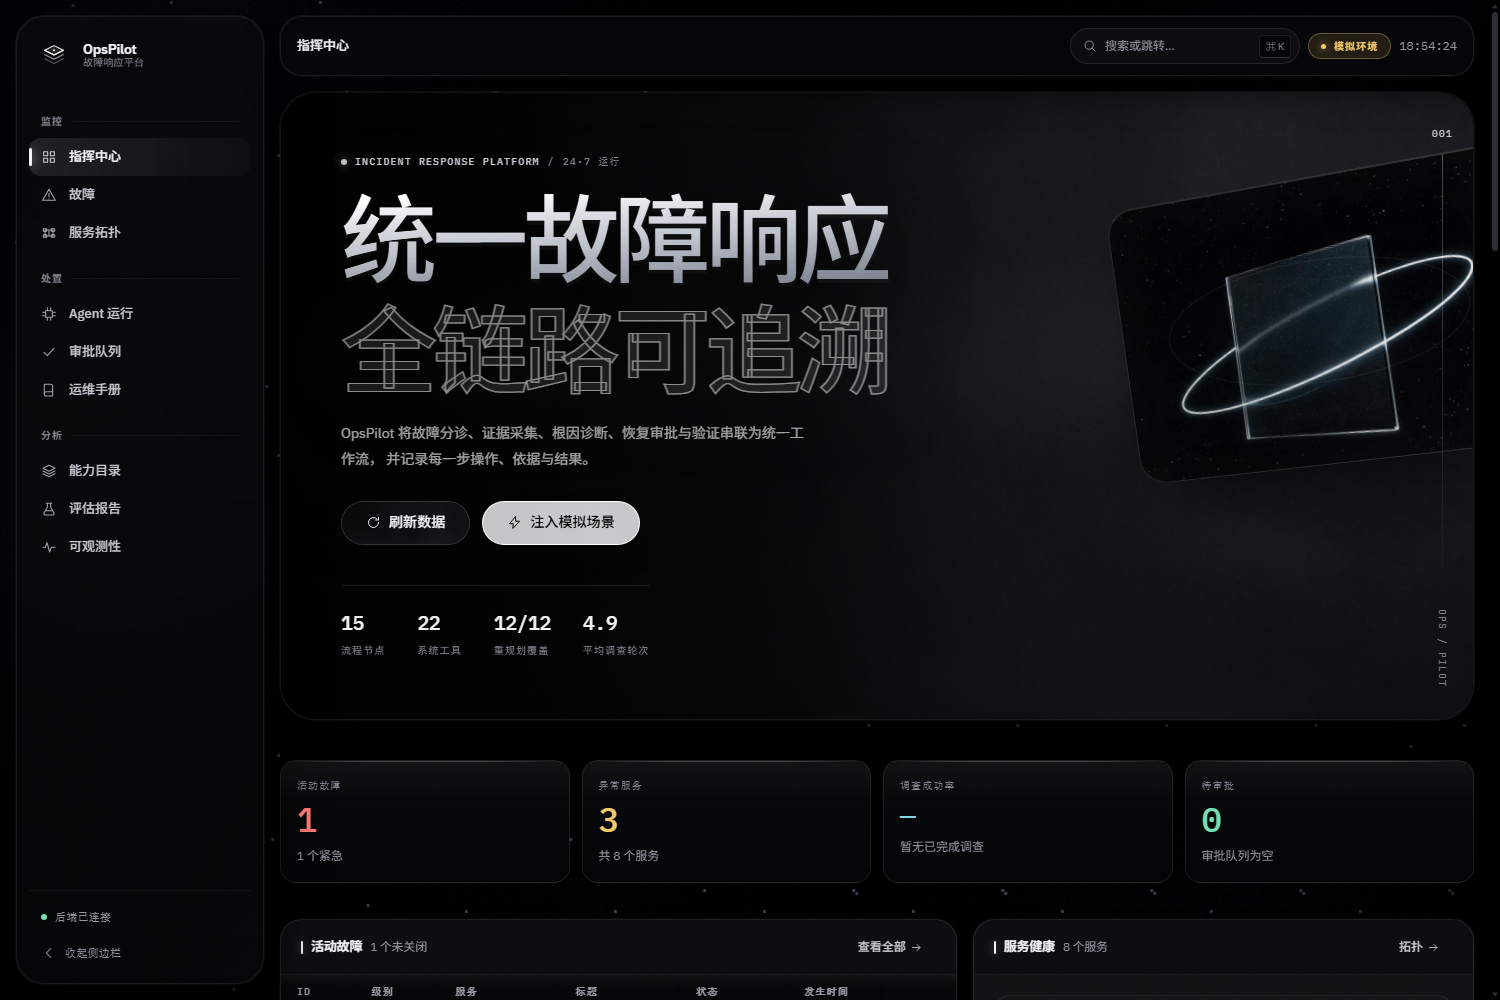 OpsPilot
故障响应平台
监控
指挥中心
故障
服务拓扑
处置
Agent 运行
审批队列
运维手册
分析
能力目录
评估报告
可观测性
后端已连接
收起侧边栏
指挥中心
搜索或跳转...
⌘K
模拟环境
18:54:24
001
INCIDENT RESPONSE PLATFORM / 24·7 运行
统一故障响应
全链路可追溯
OpsPilot 将故障分诊、证据采集、根因诊断、恢复审批与验证串联为统一工
作流， 并记录每一步操作、依据与结果。
刷新数据
注入模拟场景
15
流程节点
22
系统工具
12/12
重规划覆盖
4.9
平均调查轮次
OPS / PILOT
活动故障
1
1 个紧急
异常服务
3
共 8 个服务
调查成功率
—
暂无已完成调查
待审批
0
审批队列为空
活动故障 1 个未关闭
查看全部 →
ID 级别 服务 标题 状态 发生时间
服务健康 8 个服务
拓扑 →